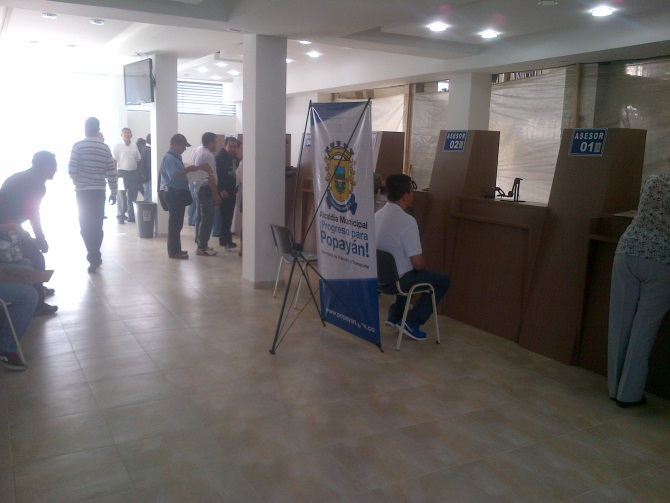 ASESOR
02
ASESOR
01
Alcaldía Municipal
¡Progreso para
Popayán!